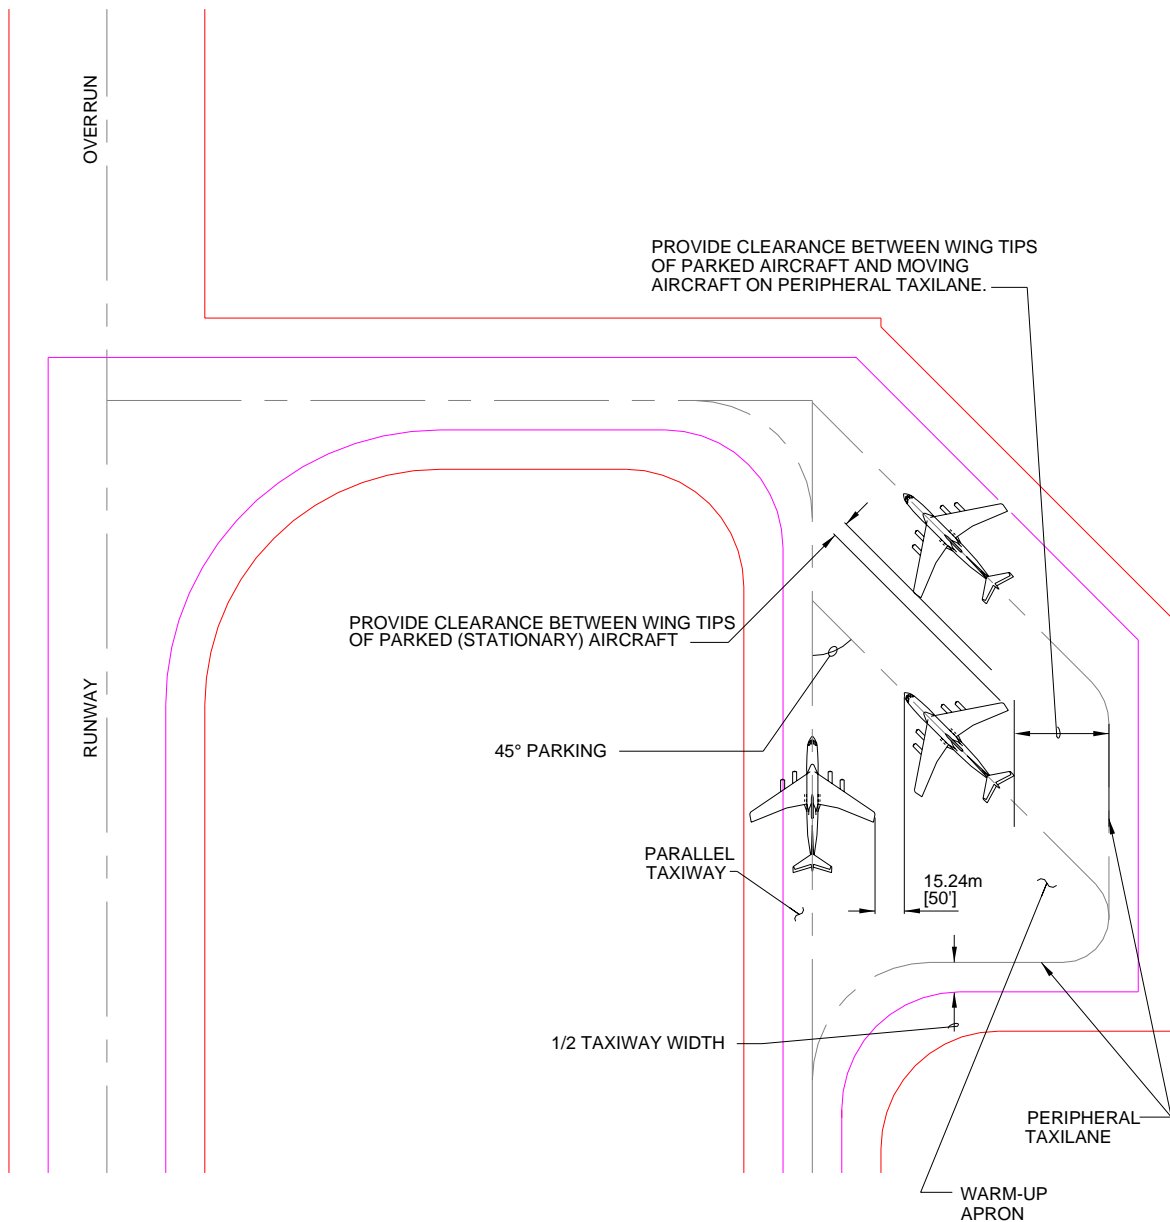 OVERRUN
PROVIDE CLEARANCE BETWEEN WING TIPS
OF PARKED AIRCRAFT AND MOVING
AIRCRAFT ON PERIPHERAL TAXILANE.
PROVIDE CLEARANCE BETWEEN WING TIPS
OF PARKED (STATIONARY) AIRCRAFT
RUNWAY
45° PARKING
PARALLEL
TAXIWAY
15.24m
[50']
1/2 TAXIWAY WIDTH
PERIPHERAL
TAXILANE
WARM-UP
APRON